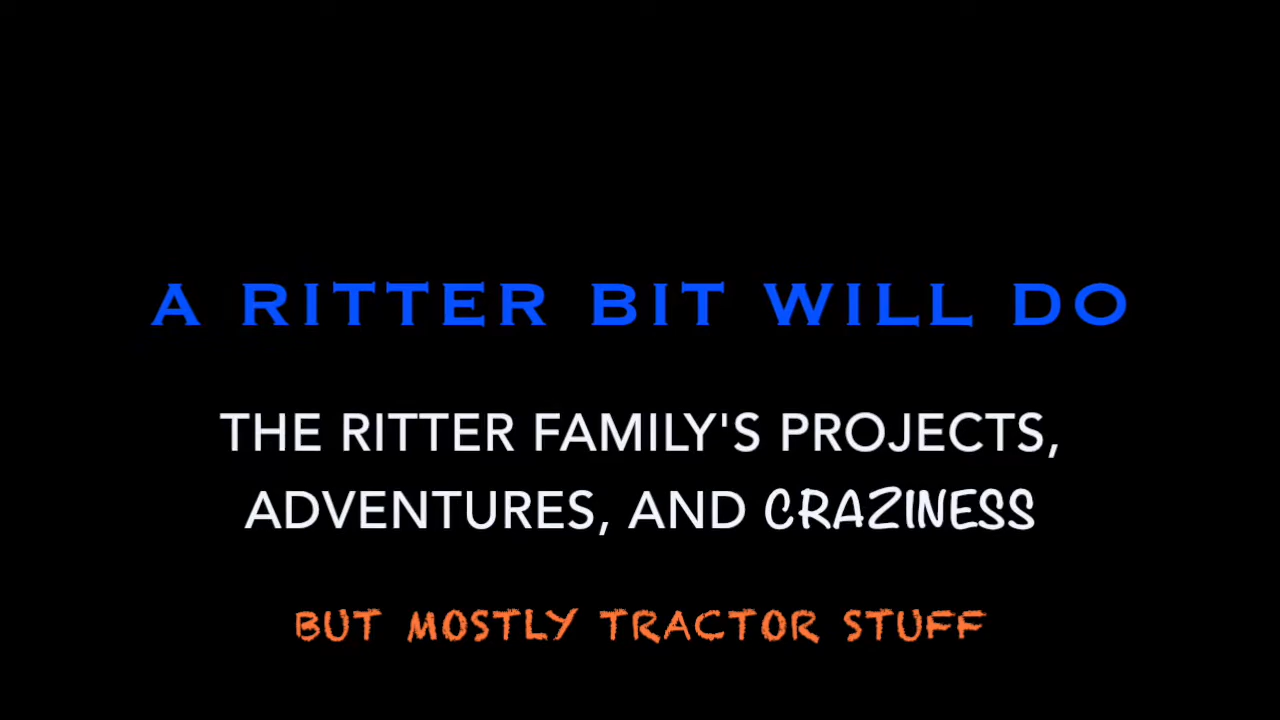 A RITTER BIT WILL DO
THE RITTER FAMILY'S PROJECTS,
ADVENTURES, AND CRAZINESS
BUT MOSTLY TRACTOR STUFF